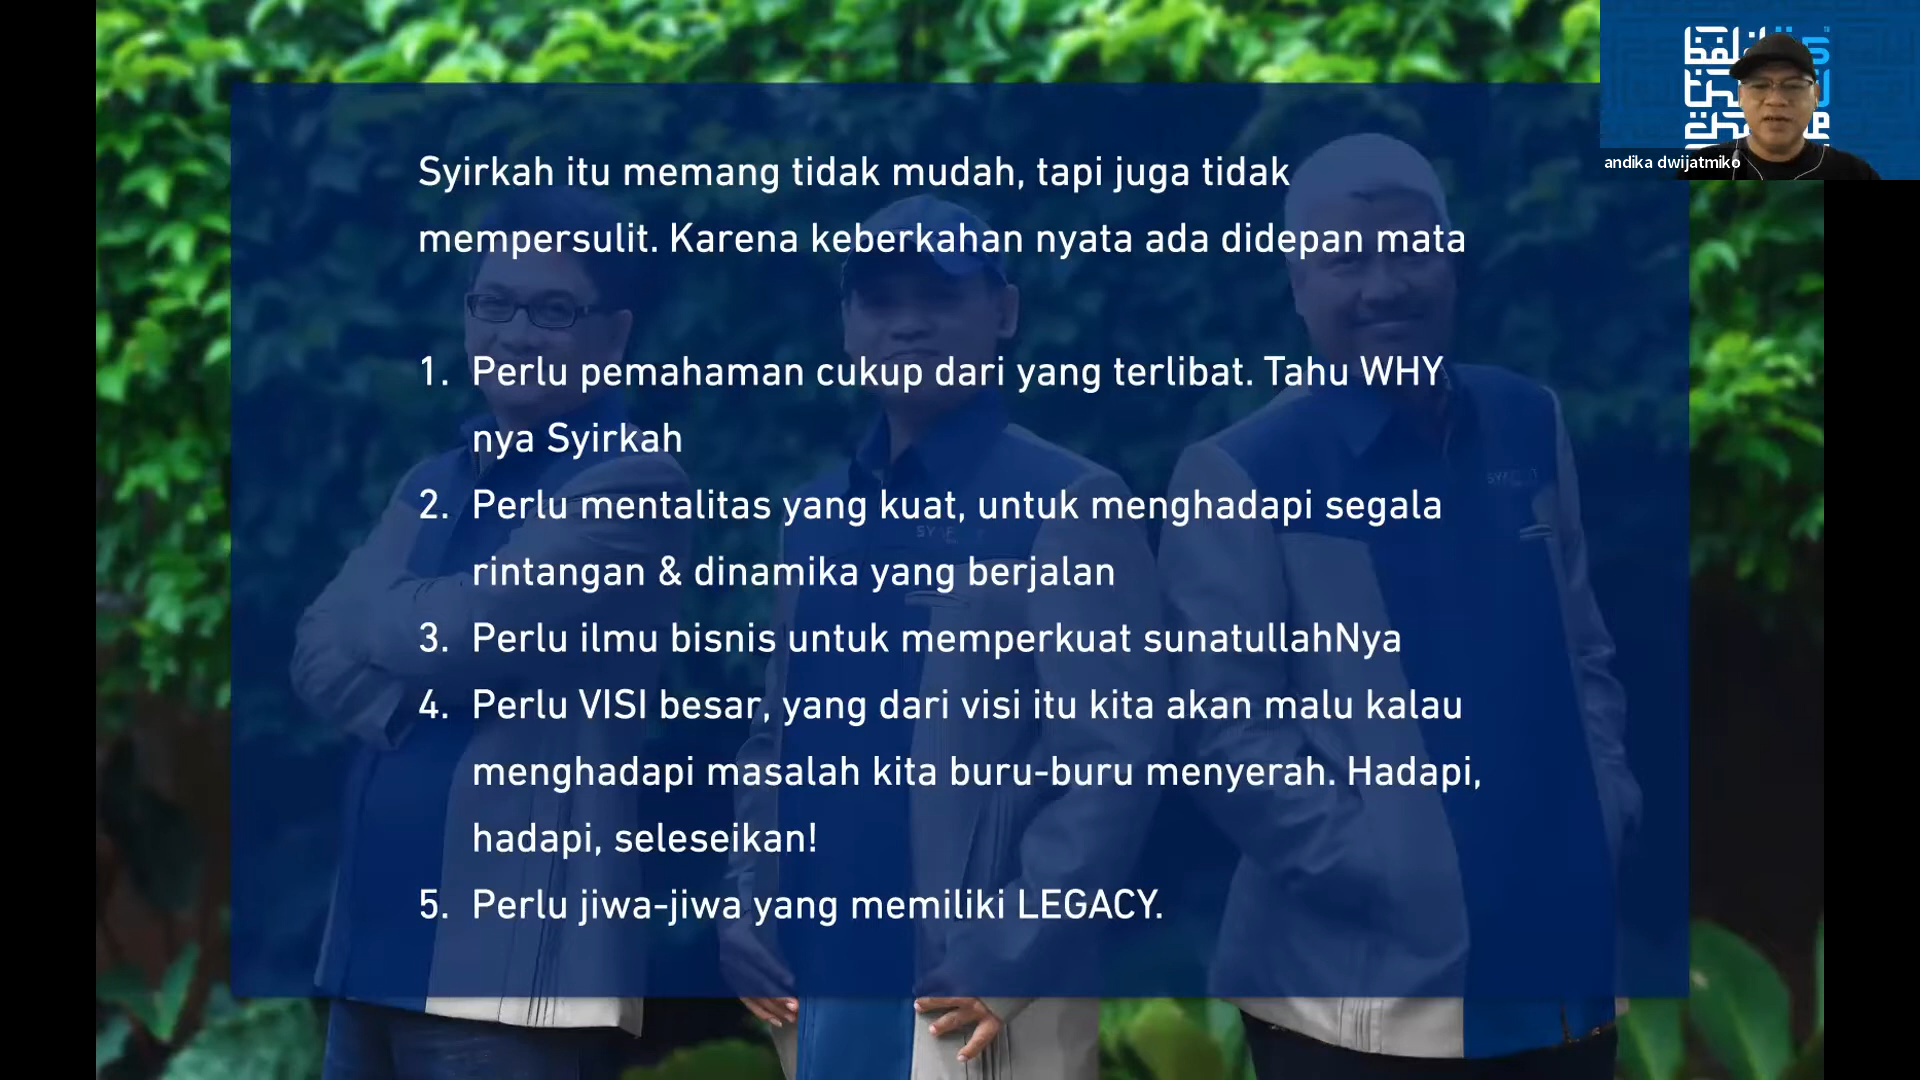 Syirkah itu memang tidak mudah, tapi juga tidak
mempersulit. Karena keberkahan nyata ada didepan mata
1. Perlu pemahaman cukup dari yang terlibat. Tahu WHY
nya Syirkah
2. Perlu mentalitas yang kuat, untuk menghadapi segala
rintangan & dinamika yang berjalan
3. Perlu ilmu bisnis untuk memperkuat sunatullahNya
4. Perlu VISI besar, yang dari visi itu kita akan malu kalau
menghadapi masalah kita buru-buru menyerah. Hadapi,
hadapi, seleseikan!
5. Perlu jiwa-jiwa yang memiliki LEGACY.
andika dwijatmiko